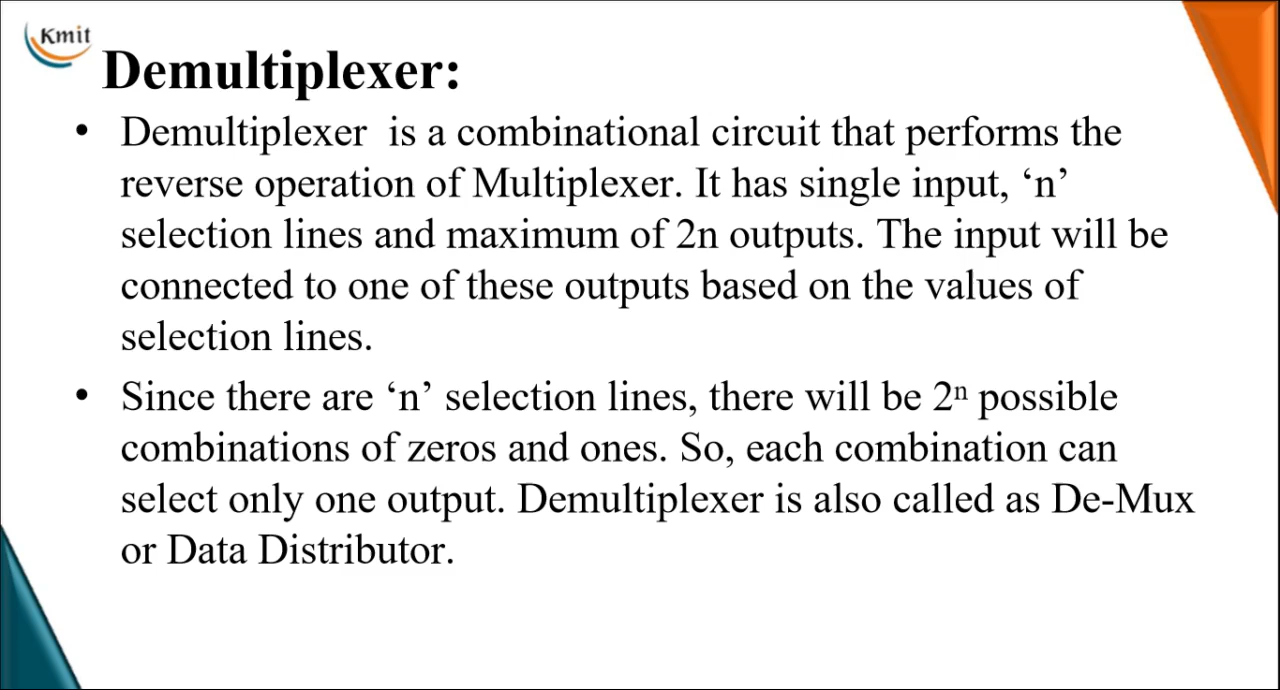 Kmit
Demultiplexer:
• Demultiplexer is a combinational circuit that performs the
reverse operation of Multiplexer. It has single input, ‘n’
selection lines and maximum of 2n outputs. The input will be
connected to one of these outputs based on the values of
selection lines.
• Since there are ‘n’ selection lines, there will be 2ⁿ possible
combinations of zeros and ones. So, each combination can
select only one output. Demultiplexer is also called as De-Mux
or Data Distributor.